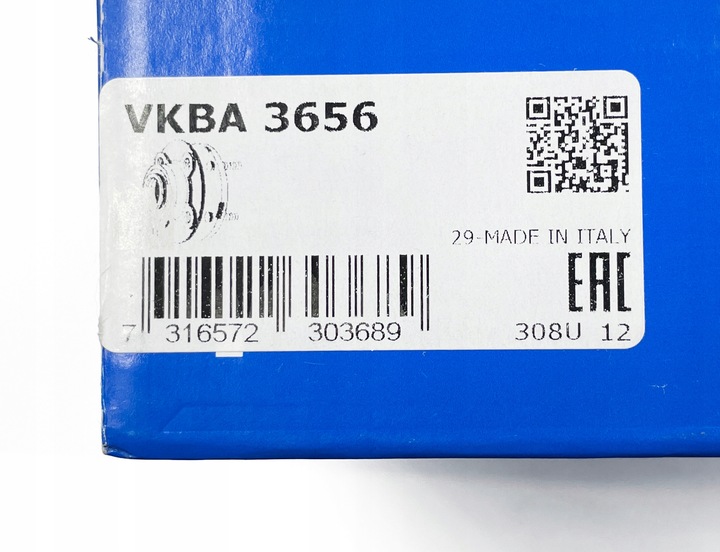 VKBA 3656
29-MADE IN ITALY
EAC
7 316572 303689
308U 12